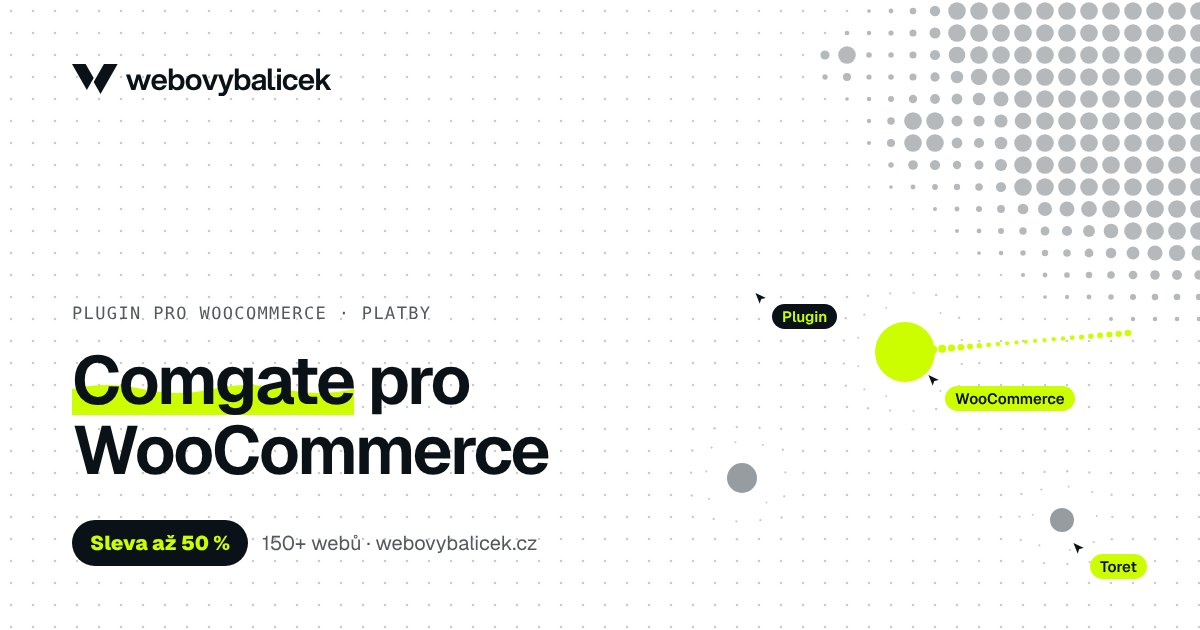 webovybalicek
PLUGIN PRO WOOCOMMERCE · PLATBY
Comgate pro
WooCommerce
Sleva až 50 %
150+ webů · webovybalicek.cz
Plugin
WooCommerce
Toret